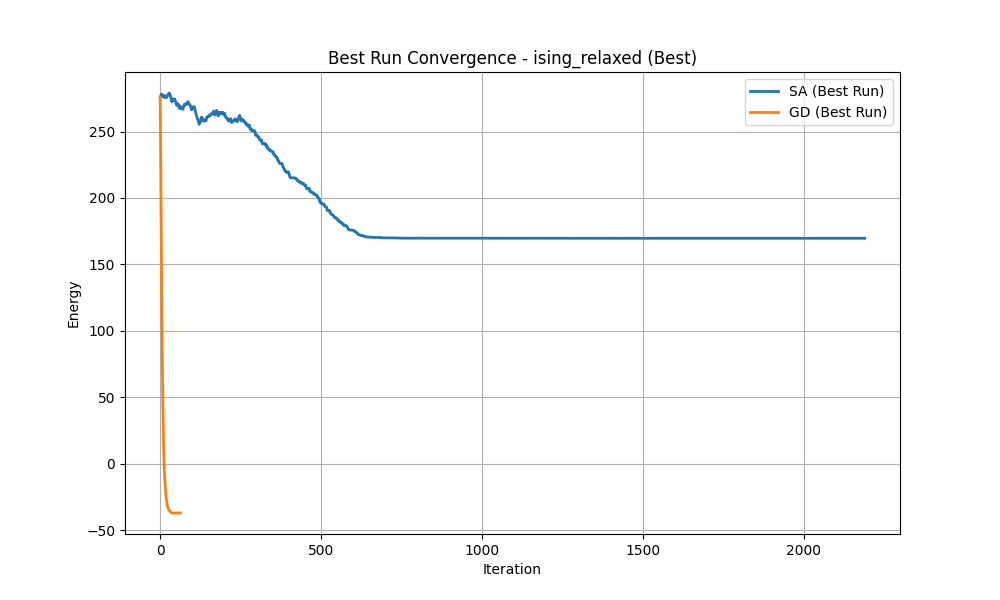 Best Run Convergence - ising_relaxed (Best)
SA (Best Run)
GD (Best Run)
250
200
150
100
50
0
−50
Energy
0
500
1000
1500
2000
Iteration